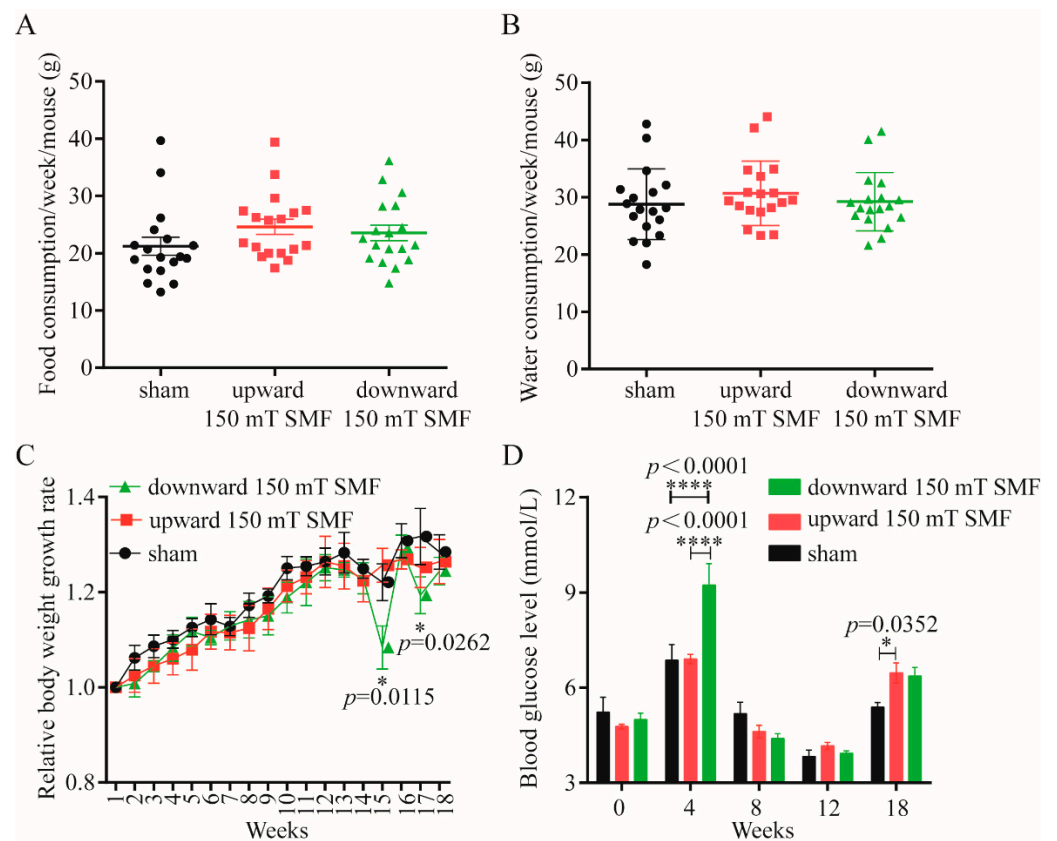 A
Food consumption/week/mouse (g)
50
40
30
20
10
0
sham
upward
150 mT SMF
downward
150 mT SMF
B
Water consumption/week/mouse (g)
50
40
30
20
10
0
sham
upward
150 mT SMF
downward
150 mT SMF
C
Relative body weight growth rate
1.4
1.2
1.0
0.8
downward 150 mT SMF
upward 150 mT SMF
sham
*
p=0.0262
*
p=0.0115
1 2 3 4 5 6 7 8 9 10 11 12 13 14 15 16 17 18
Weeks
D
Blood glucose level (mmol/L)
12
9
6
3
p<0.0001
****
p<0.0001
****
downward 150 mT SMF
upward 150 mT SMF
sham
p=0.0352
*
0 4 8 12 18
Weeks